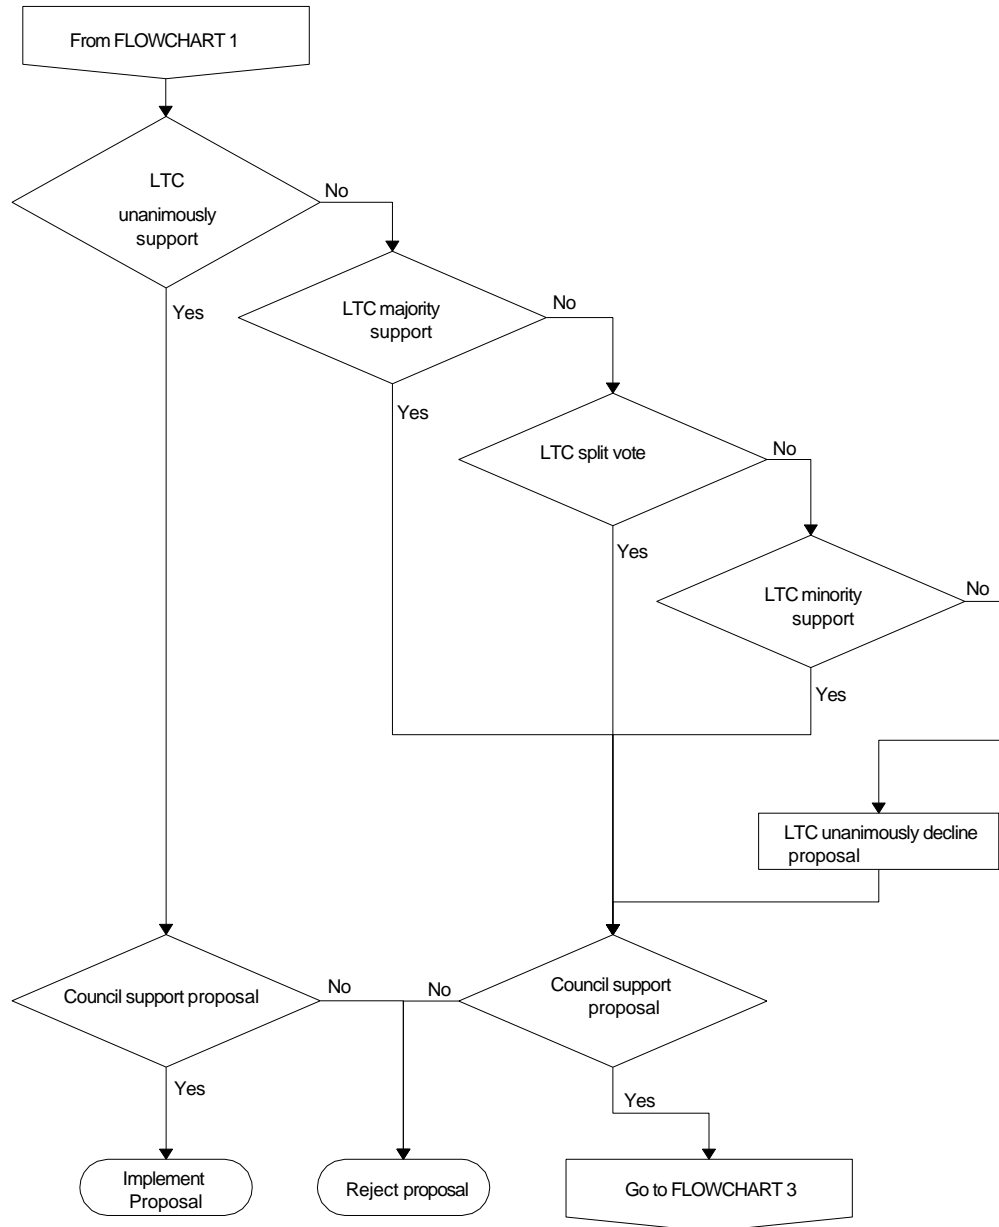 From FLOWCHART 1
LTC
unanimously
support
No
Yes
LTC majority
support
No
Yes
LTC split vote
No
Yes
LTC minority
support
No
Yes
LTC unanimously decline
proposal
Council support proposal
No
No
Council support
proposal
Yes
Yes
Implement
Proposal
Reject proposal
Go to FLOWCHART 3